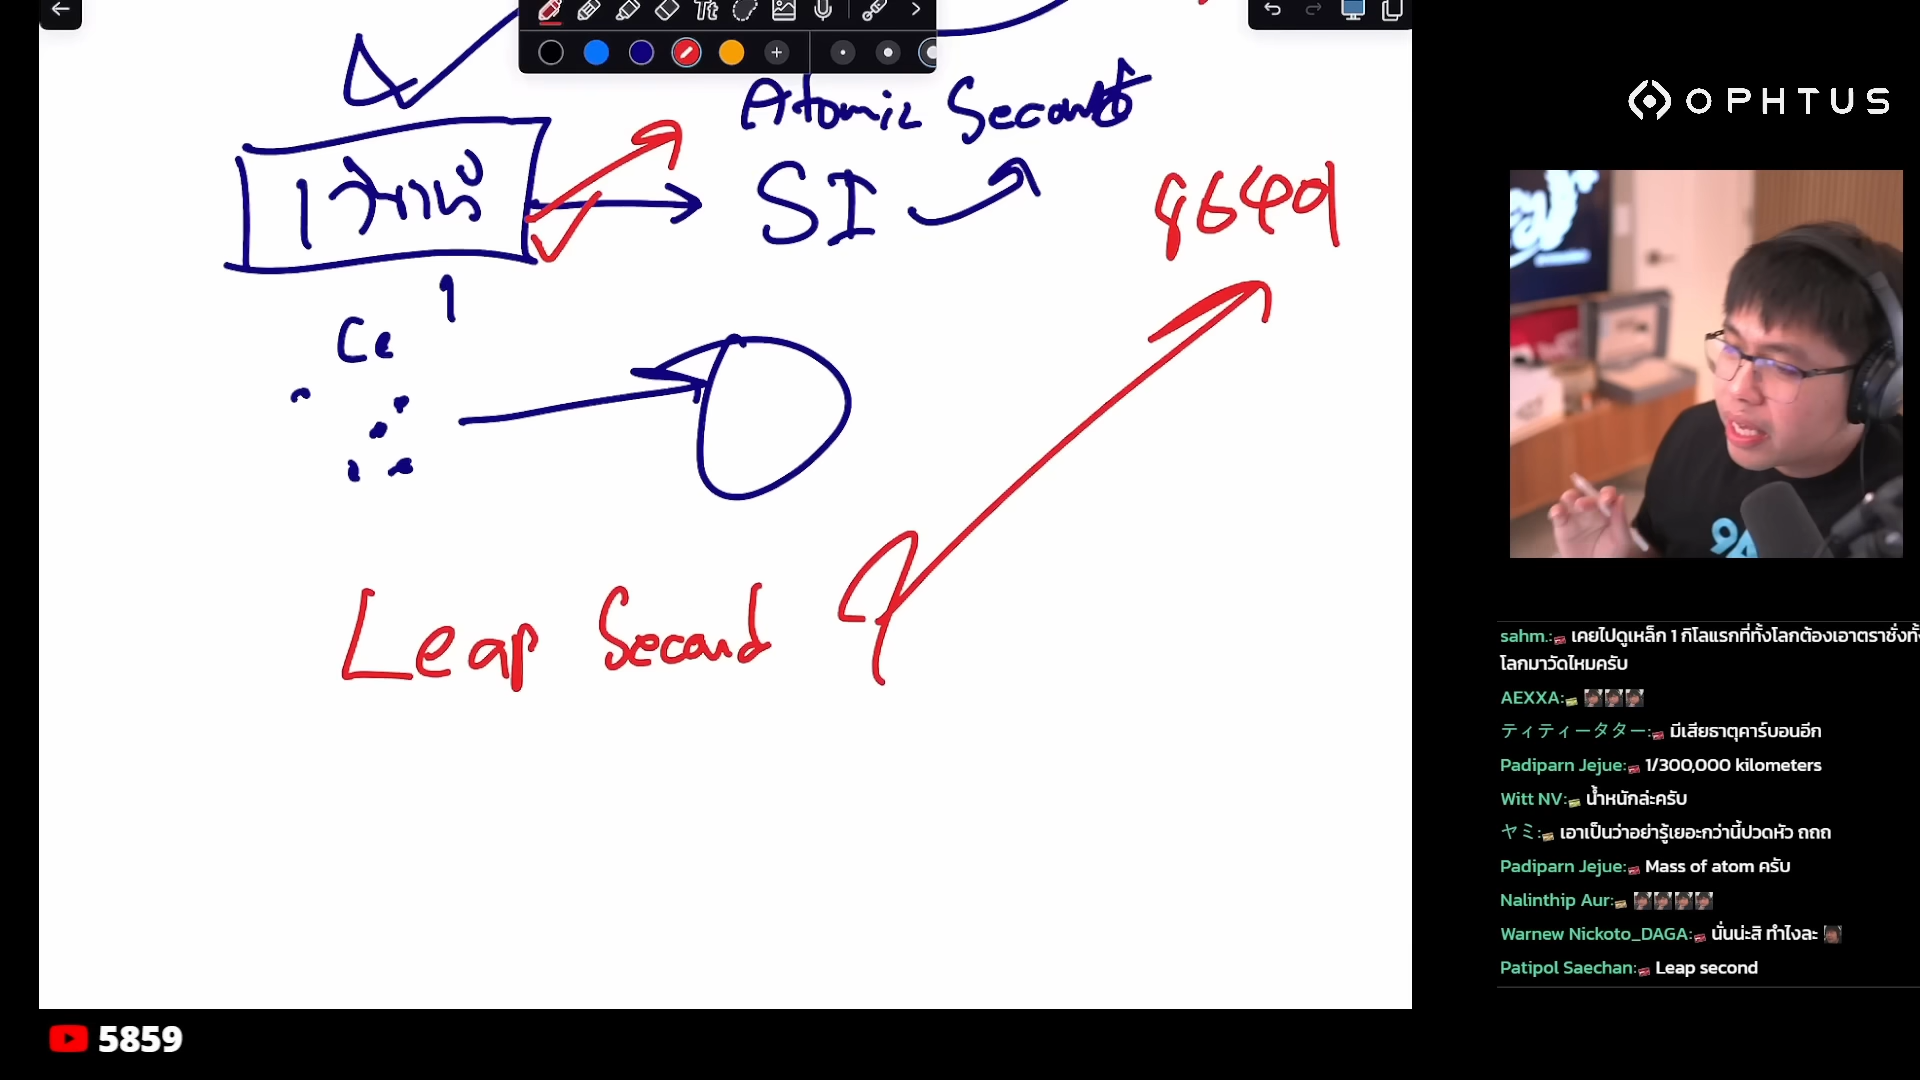 Tt
Atomic Second
OPHTUS
1 วินาที
SI
86401
1
Ce
Leap Second
sahm.: เคยไปดูเหล็ก 1 กิโลแรกที่ทั้งโลกต้องเอาตราชั่งทั้ง
โลกมาวัดไหมครับ
AEXXA:
ティティータター: มีเสียธาตุคาร์บอนอีก
Padiparn Jejue: 1/300,000 kilometers
Witt NV: น้ำหนักล่ะครับ
ヤミ: เอาเป็นว่าอย่ารู้เยอะกว่านี้ปวดหัว ถถถ
Padiparn Jejue: Mass of atom ครับ
Nalinthip Aur:
Warnew Nickoto_DAGA: นั่นน่ะสิ ทำไงละ
Patipol Saechan: Leap second
5859